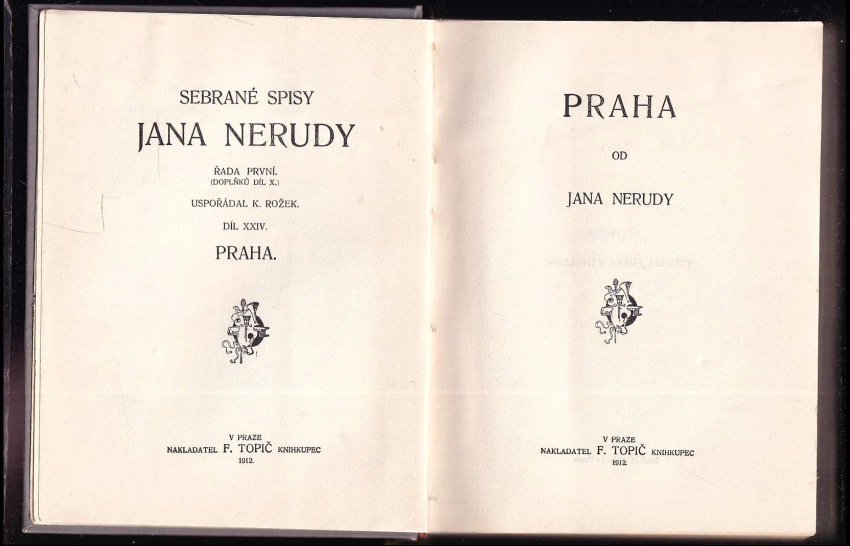 SEBRANÉ SPISY
JANA NERUDY
ŘADA PRVNÍ.
(DOPLŇKŮ DÍL X.)
USPOŘÁDAL K. ROŽEK.
DÍL XXIV.
PRAHA.
V PRAZE
NAKLADATEL F. TOPIČ KNIHKUPEC
1912.
PRAHA
OD
JANA NERUDY
V PRAZE
NAKLADATEL F. TOPIČ KNIHKUPEC
1912.